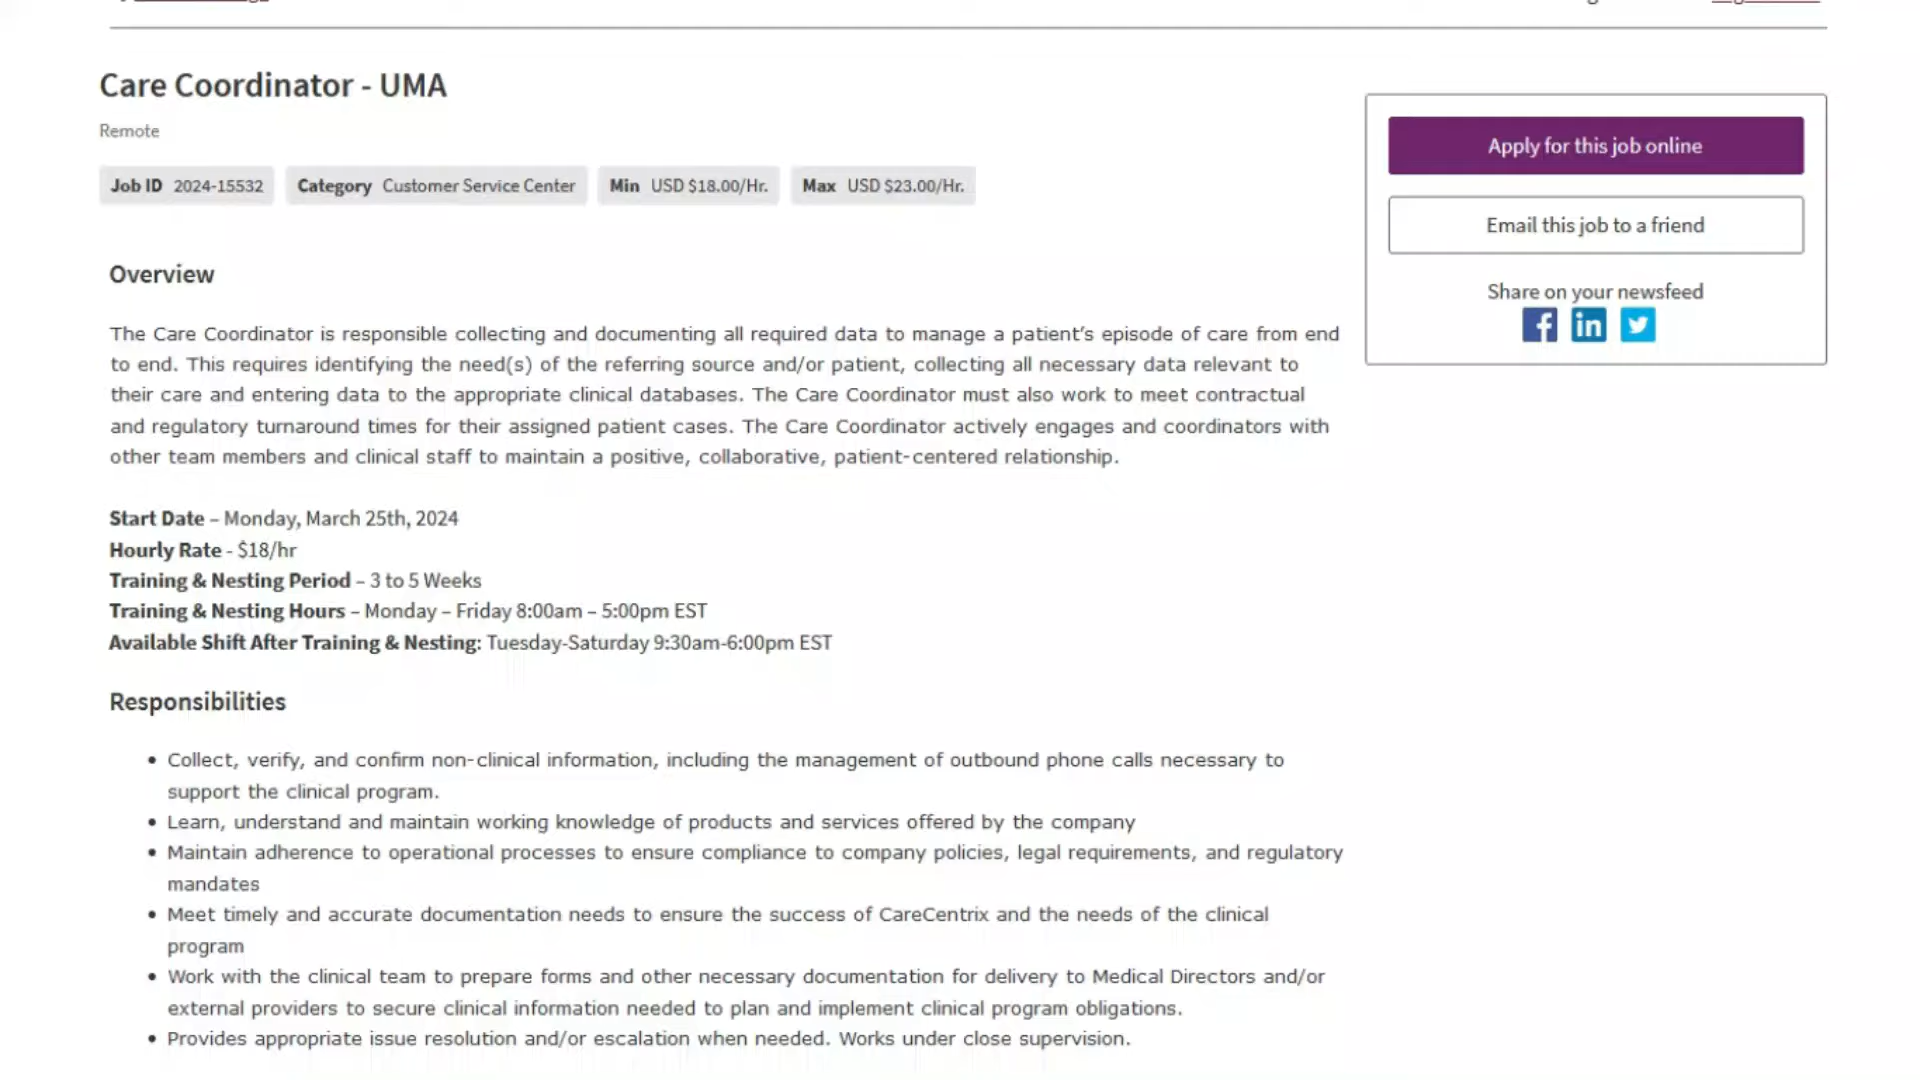 Care Coordinator - UMA
Remote
Job ID 2024-15532 Category Customer Service Center Min USD $18.00/Hr. Max USD $23.00/Hr.
Apply for this job online
Email this job to a friend
Share on your newsfeed
Overview
The Care Coordinator is responsible collecting and documenting all required data to manage a patient’s episode of care from end
to end. This requires identifying the need(s) of the referring source and/or patient, collecting all necessary data relevant to
their care and entering data to the appropriate clinical databases. The Care Coordinator must also work to meet contractual
and regulatory turnaround times for their assigned patient cases. The Care Coordinator actively engages and coordinators with
other team members and clinical staff to maintain a positive, collaborative, patient-centered relationship.
Start Date – Monday, March 25th, 2024
Hourly Rate - $18/hr
Training & Nesting Period – 3 to 5 Weeks
Training & Nesting Hours – Monday – Friday 8:00am – 5:00pm EST
Available Shift After Training & Nesting: Tuesday-Saturday 9:30am-6:00pm EST
Responsibilities
• Collect, verify, and confirm non-clinical information, including the management of outbound phone calls necessary to
support the clinical program.
• Learn, understand and maintain working knowledge of products and services offered by the company
• Maintain adherence to operational processes to ensure compliance to company policies, legal requirements, and regulatory
mandates
• Meet timely and accurate documentation needs to ensure the success of CareCentrix and the needs of the clinical
program
• Work with the clinical team to prepare forms and other necessary documentation for delivery to Medical Directors and/or
external providers to secure clinical information needed to plan and implement clinical program obligations.
• Provides appropriate issue resolution and/or escalation when needed. Works under close supervision.